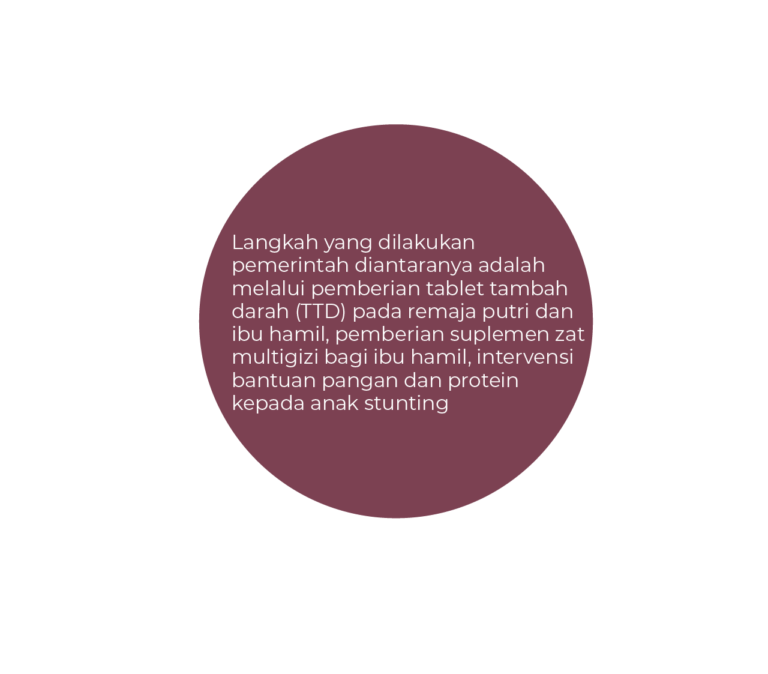 Langkah yang dilakukan
pemerintah diantaranya adalah
melalui pemberian tablet tambah
darah (TTD) pada remaja putri dan
ibu hamil, pemberian suplemen zat
multigizi bagi ibu hamil, intervensi
bantuan pangan dan protein
kepada anak stunting